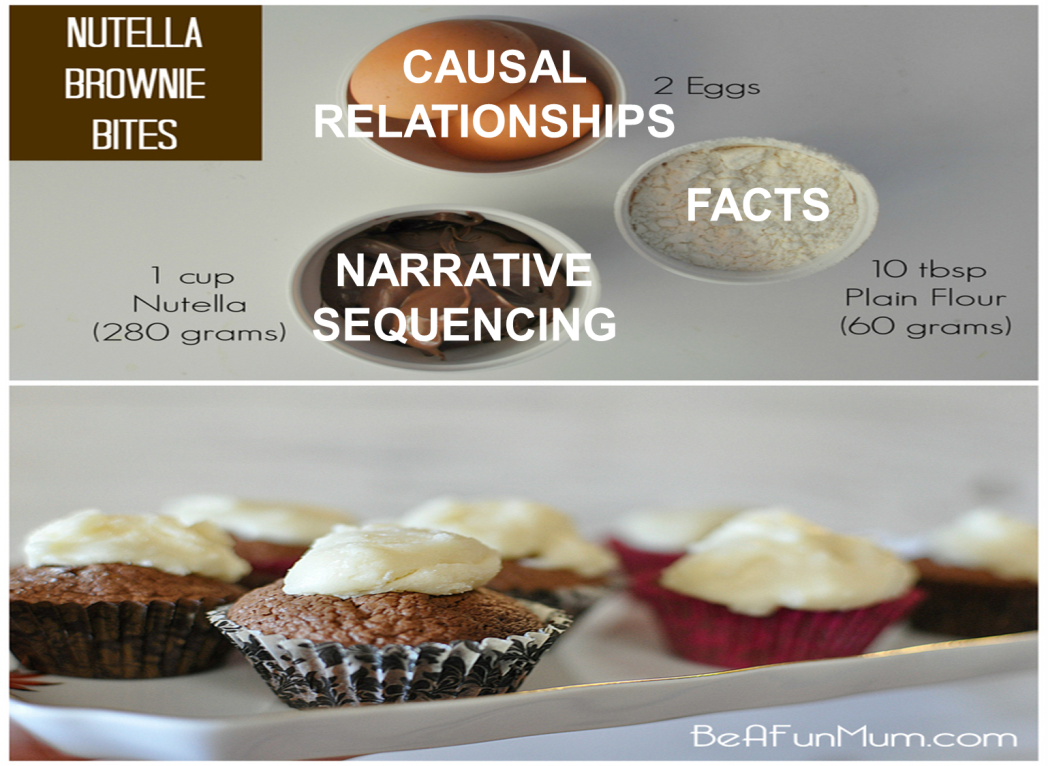 NUTELLA
BROWNIE
BITES
CAUSAL
RELATIONSHIPS
2 Eggs
FACTS
NARRATIVE
SEQUENCING
1 cup
Nutella
(280 grams)
10 tbsp
Plain Flour
(60 grams)
BeAFunMum.com